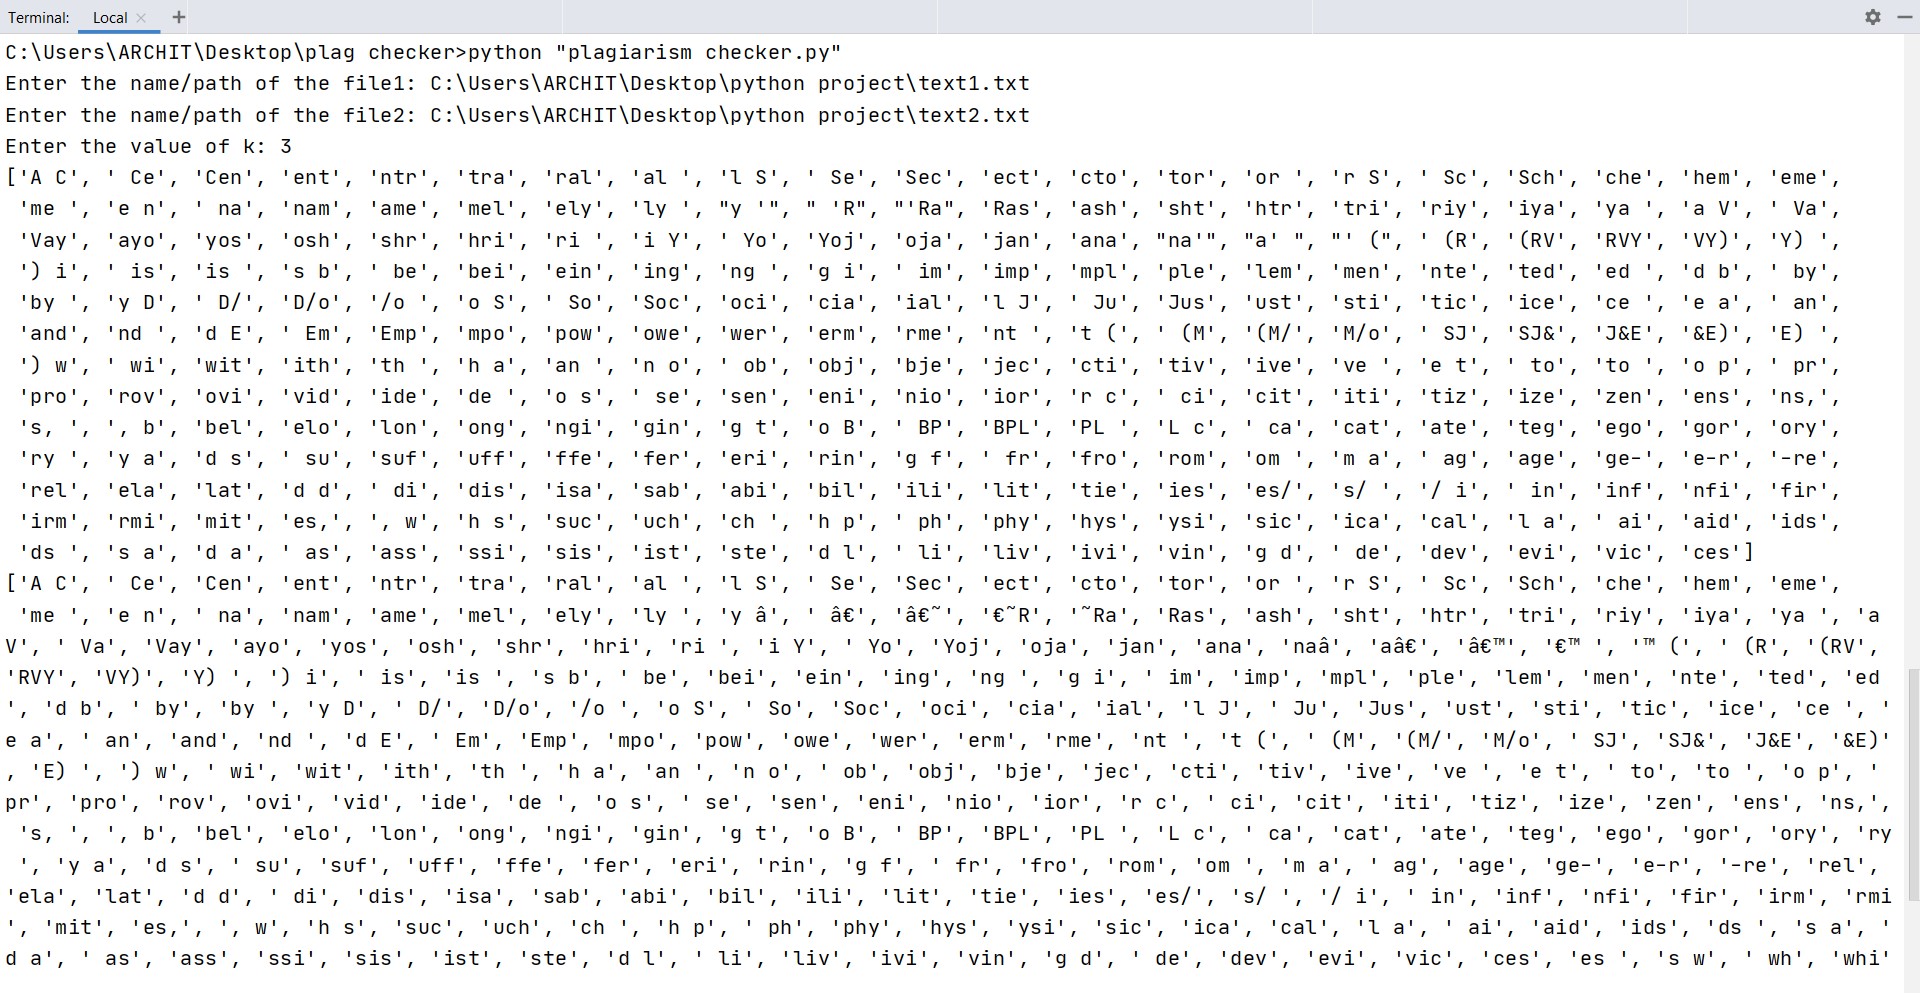 Terminal: Local × +
C:\Users\ARCHIT\Desktop\plag checker>python "plagiarism checker.py"
Enter the name/path of the file1: C:\Users\ARCHIT\Desktop\python project\text1.txt
Enter the name/path of the file2: C:\Users\ARCHIT\Desktop\python project\text2.txt
Enter the value of k: 3
['A C', ' Ce', 'Cen', 'ent', 'ntr', 'tra', 'ral', 'al ', 'l S', ' Se', 'Sec', 'ect', 'cto', 'tor', 'or ', 'r S', ' Sc', 'Sch', 'che', 'hem', 'eme',
 'me ', 'e n', ' na', 'nam', 'ame', 'mel', 'ely', 'ly ', "y '", " 'R", "'Ra", 'Ras', 'ash', 'sht', 'htr', 'tri', 'riy', 'iya', 'ya ', 'a V', ' Va',
 'Vay', 'ayo', 'yos', 'osh', 'shr', 'hri', 'ri ', 'i Y', ' Yo', 'Yoj', 'oja', 'jan', 'ana', "na'", "a' ", "' (", ' (R', '(RV', 'RVY', 'VY)', 'Y) ',
 ') i', ' is', 'is ', 's b', ' be', 'bei', 'ein', 'ing', 'ng ', 'g i', ' im', 'imp', 'mpl', 'ple', 'lem', 'men', 'nte', 'ted', 'ed ', 'd b', ' by',
 'by ', 'y D', ' D/', 'D/o', '/o ', 'o S', ' So', 'Soc', 'oci', 'cia', 'ial', 'l J', ' Ju', 'Jus', 'ust', 'sti', 'tic', 'ice', 'ce ', 'e a', ' an',
 'and', 'nd ', 'd E', ' Em', 'Emp', 'mpo', 'pow', 'owe', 'wer', 'erm', 'rme', 'nt ', 't (', ' (M', '(M/', 'M/o', ' SJ', 'SJ&', 'J&E', '&E)', 'E) ',
 ') w', ' wi', 'wit', 'ith', 'th ', 'h a', 'an ', 'n o', ' ob', 'obj', 'bje', 'jec', 'cti', 'tiv', 'ive', 've ', 'e t', ' to', 'to ', 'o p', ' pr',
 'pro', 'rov', 'ovi', 'vid', 'ide', 'de ', 'o s', ' se', 'sen', 'eni', 'nio', 'ior', 'r c', ' ci', 'cit', 'iti', 'tiz', 'ize', 'zen', 'ens', 'ns,',
 's, ', ', b', 'bel', 'elo', 'lon', 'ong', 'ngi', 'gin', 'g t', 'o B', ' BP', 'BPL', 'PL ', 'L c', ' ca', 'cat', 'ate', 'teg', 'ego', 'gor', 'ory',
 'ry ', 'y a', 'd s', ' su', 'suf', 'uff', 'ffe', 'fer', 'eri', 'rin', 'g f', ' fr', 'fro', 'rom', 'om ', 'm a', ' ag', 'age', 'ge-', 'e-r', '-re',
 'rel', 'ela', 'lat', 'd d', ' di', 'dis', 'isa', 'sab', 'abi', 'bil', 'ili', 'lit', 'tie', 'ies', 'es/', 's/ ', '/ i', ' in', 'inf', 'nfi', 'fir',
 'irm', 'rmi', 'mit', 'es,', ', w', 'h s', 'suc', 'uch', 'ch ', 'h p', ' ph', 'phy', 'hys', 'ysi', 'sic', 'ica', 'cal', 'l a', ' ai', 'aid', 'ids',
 'ds ', 's a', 'd a', ' as', 'ass', 'ssi', 'sis', 'ist', 'ste', 'd l', ' li', 'liv', 'ivi', 'vin', 'g d', ' de', 'dev', 'evi', 'vic', 'ces']
['A C', ' Ce', 'Cen', 'ent', 'ntr', 'tra', 'ral', 'al ', 'l S', ' Se', 'Sec', 'ect', 'cto', 'tor', 'or ', 'r S', ' Sc', 'Sch', 'che', 'hem', 'eme',
 'me ', 'e n', ' na', 'nam', 'ame', 'mel', 'ely', 'ly ', 'y â', ' â€', 'â€˜', '€˜R', '˜Ra', 'Ras', 'ash', 'sht', 'htr', 'tri', 'riy', 'iya', 'ya ', 'a
V', ' Va', 'Vay', 'ayo', 'yos', 'osh', 'shr', 'hri', 'ri ', 'i Y', ' Yo', 'Yoj', 'oja', 'jan', 'ana', 'naâ', 'aâ€', 'â€™', '€™ ', '™ (', ' (R', '(RV',
'RVY', 'VY)', 'Y) ', ') i', ' is', 'is ', 's b', ' be', 'bei', 'ein', 'ing', 'ng ', 'g i', ' im', 'imp', 'mpl', 'ple', 'lem', 'men', 'nte', 'ted', 'ed
', 'd b', ' by', 'by ', 'y D', ' D/', 'D/o', '/o ', 'o S', ' So', 'Soc', 'oci', 'cia', 'ial', 'l J', ' Ju', 'Jus', 'ust', 'sti', 'tic', 'ice', 'ce ', '
e a', ' an', 'and', 'nd ', 'd E', ' Em', 'Emp', 'mpo', 'pow', 'owe', 'wer', 'erm', 'rme', 'nt ', 't (', ' (M', '(M/', 'M/o', ' SJ', 'SJ&', 'J&E', '&E)'
, 'E) ', ') w', ' wi', 'wit', 'ith', 'th ', 'h a', 'an ', 'n o', ' ob', 'obj', 'bje', 'jec', 'cti', 'tiv', 'ive', 've ', 'e t', ' to', 'to ', 'o p', '
pr', 'pro', 'rov', 'ovi', 'vid', 'ide', 'de ', 'o s', ' se', 'sen', 'eni', 'nio', 'ior', 'r c', ' ci', 'cit', 'iti', 'tiz', 'ize', 'zen', 'ens', 'ns,',
 's, ', ', b', 'bel', 'elo', 'lon', 'ong', 'ngi', 'gin', 'g t', 'o B', ' BP', 'BPL', 'PL ', 'L c', ' ca', 'cat', 'ate', 'teg', 'ego', 'gor', 'ory', 'ry
 ', 'y a', 'd s', ' su', 'suf', 'uff', 'ffe', 'fer', 'eri', 'rin', 'g f', ' fr', 'fro', 'rom', 'om ', 'm a', ' ag', 'age', 'ge-', 'e-r', '-re', 'rel',
'ela', 'lat', 'd d', ' di', 'dis', 'isa', 'sab', 'abi', 'bil', 'ili', 'lit', 'tie', 'ies', 'es/', 's/ ', '/ i', ' in', 'inf', 'nfi', 'fir', 'irm', 'rmi
', 'mit', 'es,', ', w', 'h s', 'suc', 'uch', 'ch ', 'h p', ' ph', 'phy', 'hys', 'ysi', 'sic', 'ica', 'cal', 'l a', ' ai', 'aid', 'ids', 'ds ', 's a', '
d a', ' as', 'ass', 'ssi', 'sis', 'ist', 'ste', 'd l', ' li', 'liv', 'ivi', 'vin', 'g d', ' de', 'dev', 'evi', 'vic', 'ces', 'es ', 's w', ' wh', 'whi'